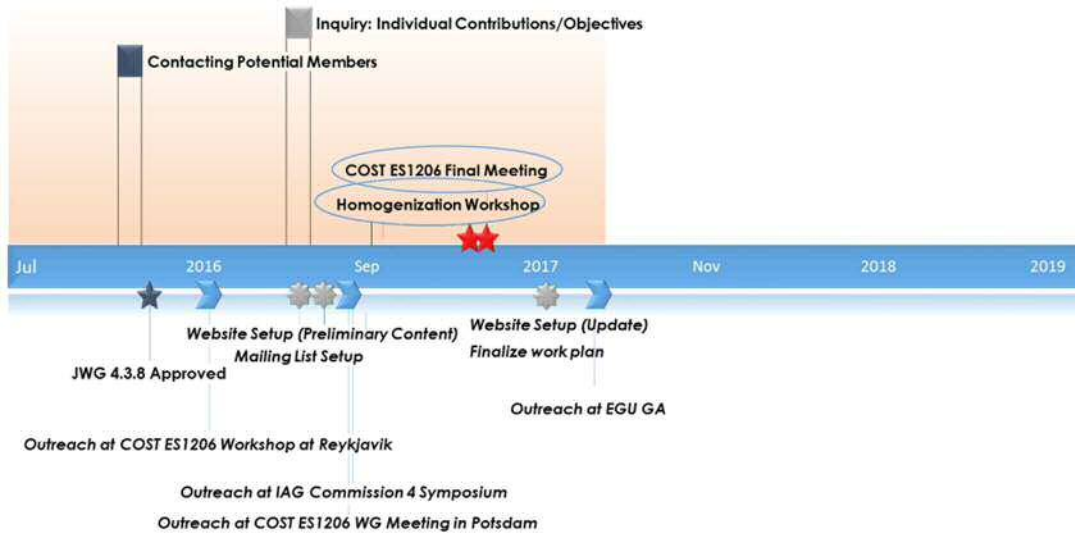 Inquiry: Individual Contributions/Objectives
Contacting Potential Members
COST ES1206 Final Meeting
Homogenization Workshop
Jul 2016 Sep 2017 Nov 2018 2019
Website Setup (Preliminary Content)
Mailing List Setup
Website Setup (Update)
Finalize work plan
JWG 4.3.8 Approved
Outreach at EGU GA
Outreach at COST ES1206 Workshop at Reykjavik
Outreach at IAG Commission 4 Symposium
Outreach at COST ES1206 WG Meeting in Potsdam